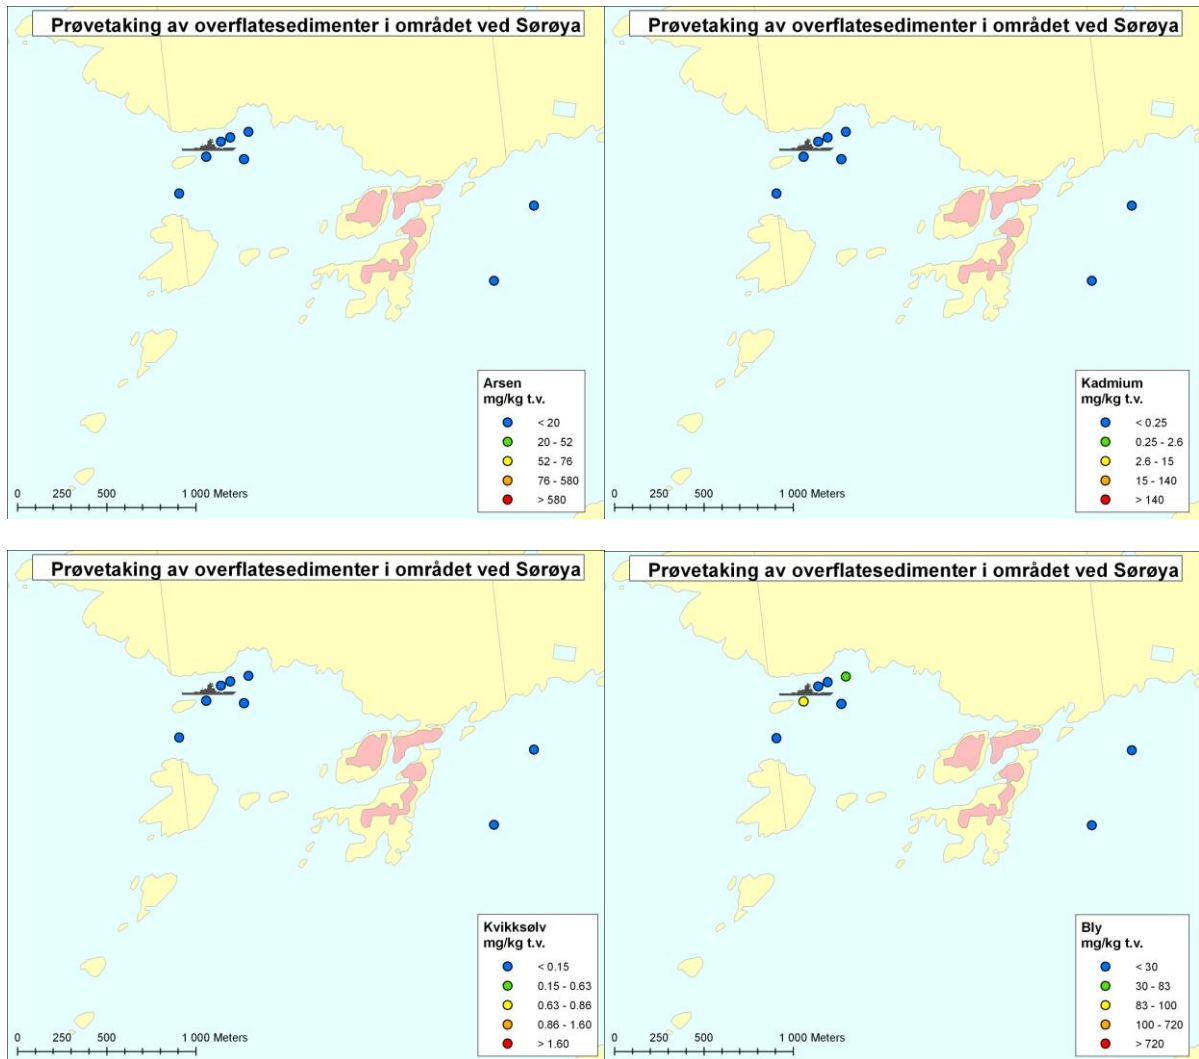 Prøvetaking av overflatesedimenter i området ved Sørøya
Arsen
mg/kg t.v.
< 20
20 - 52
52 - 76
76 - 580
> 580
0 250 500 1 000 Meters
Prøvetaking av overflatesedimenter i området ved Sørøya
Kadmium
mg/kg t.v.
< 0.25
0.25 - 2.6
2.6 - 15
15 - 140
> 140
0 250 500 1 000 Meters
Prøvetaking av overflatesedimenter i området ved Sørøya
Kvikksølv
mg/kg t.v.
< 0.15
0.15 - 0.63
0.63 - 0.86
0.86 - 1.60
> 1.60
0 250 500 1 000 Meters
Prøvetaking av overflatesedimenter i området ved Sørøya
Bly
mg/kg t.v.
< 30
30 - 83
83 - 100
100 - 720
> 720
0 250 500 1 000 Meters